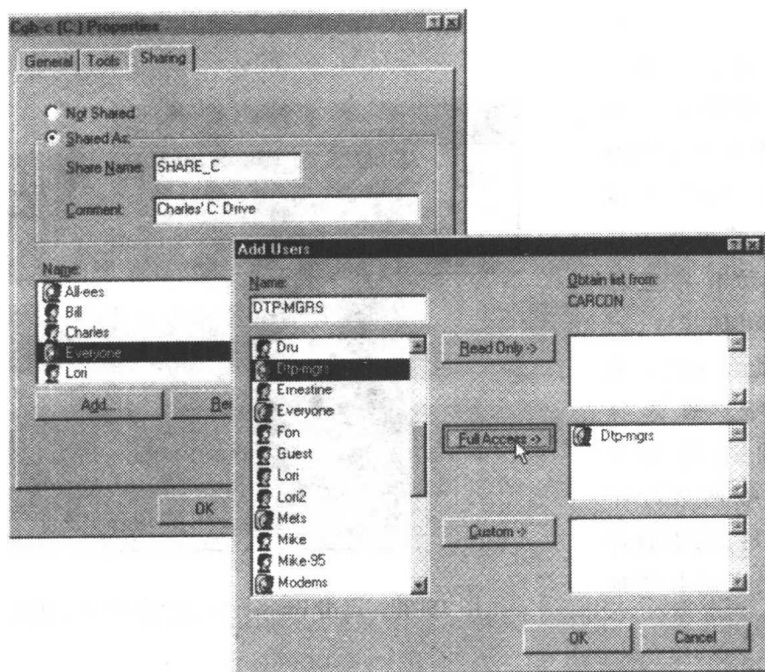 Cgb-c (C:) Properties
General Tools Sharing
Not Shared
Shared As:
Share Name: SHARE_C
Comment: Charles' C: Drive
Name:
All-ees
Bill
Charles
Everyone
Lori
Add...
OK
Add Users
Name:
DTP-MGRS
Dru
Dtp-mgrs
Ernestine
Everyone
Fon
Guest
Lori
Lori2
Mets
Mike
Mike-95
Modems
Read Only ->
Full Access ->
Custom ->
Obtain list from:
CARCON
Dtp-mgrs
OK
Cancel